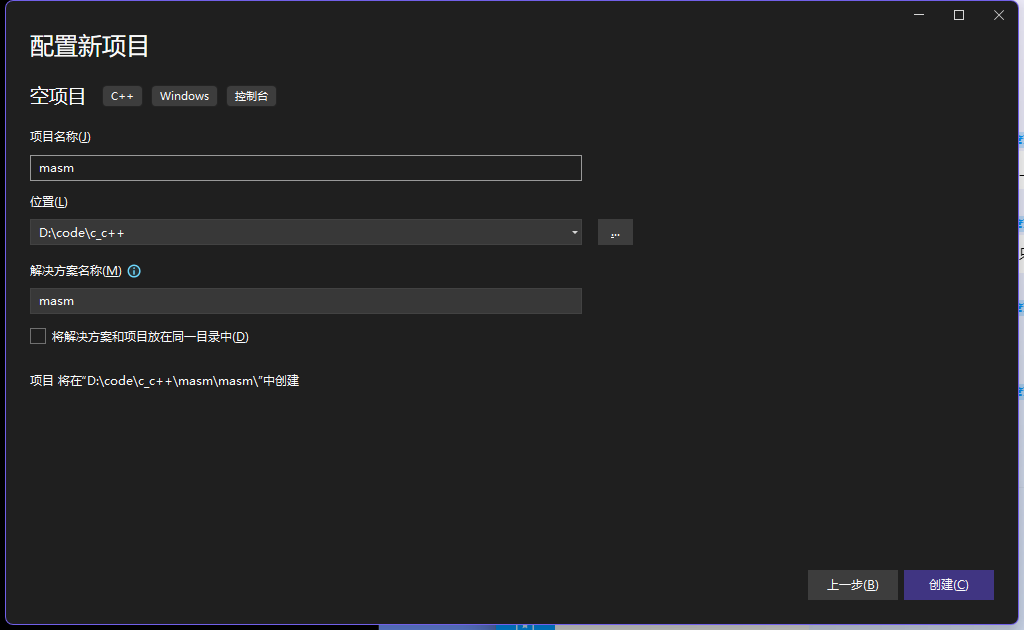 配置新项目
空项目 C++ Windows 控制台
项目名称(J)
masm
位置(L)
D:\code\c_c++ ...
解决方案名称(M)
masm
将解决方案和项目放在同一目录中(D)
项目 将在“D:\code\c_c++\masm\masm\”中创建
上一步(B) 创建(C)